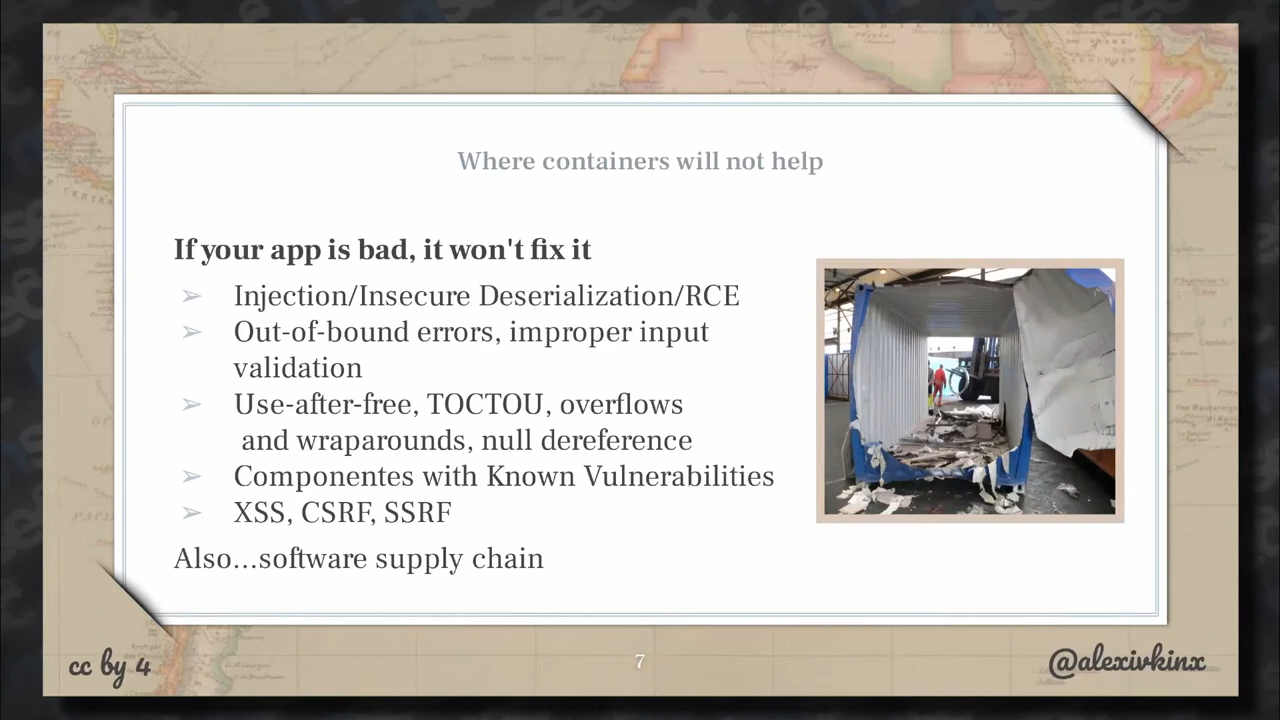 Where containers will not help
If your app is bad, it won't fix it
➢ Injection/Insecure Deserialization/RCE
➢ Out-of-bound errors, improper input
validation
➢ Use-after-free, TOCTOU, overflows
and wraparounds, null dereference
➢ Componentes with Known Vulnerabilities
➢ XSS, CSRF, SSRF
Also...software supply chain
cc by 4
7
@alexivkinx